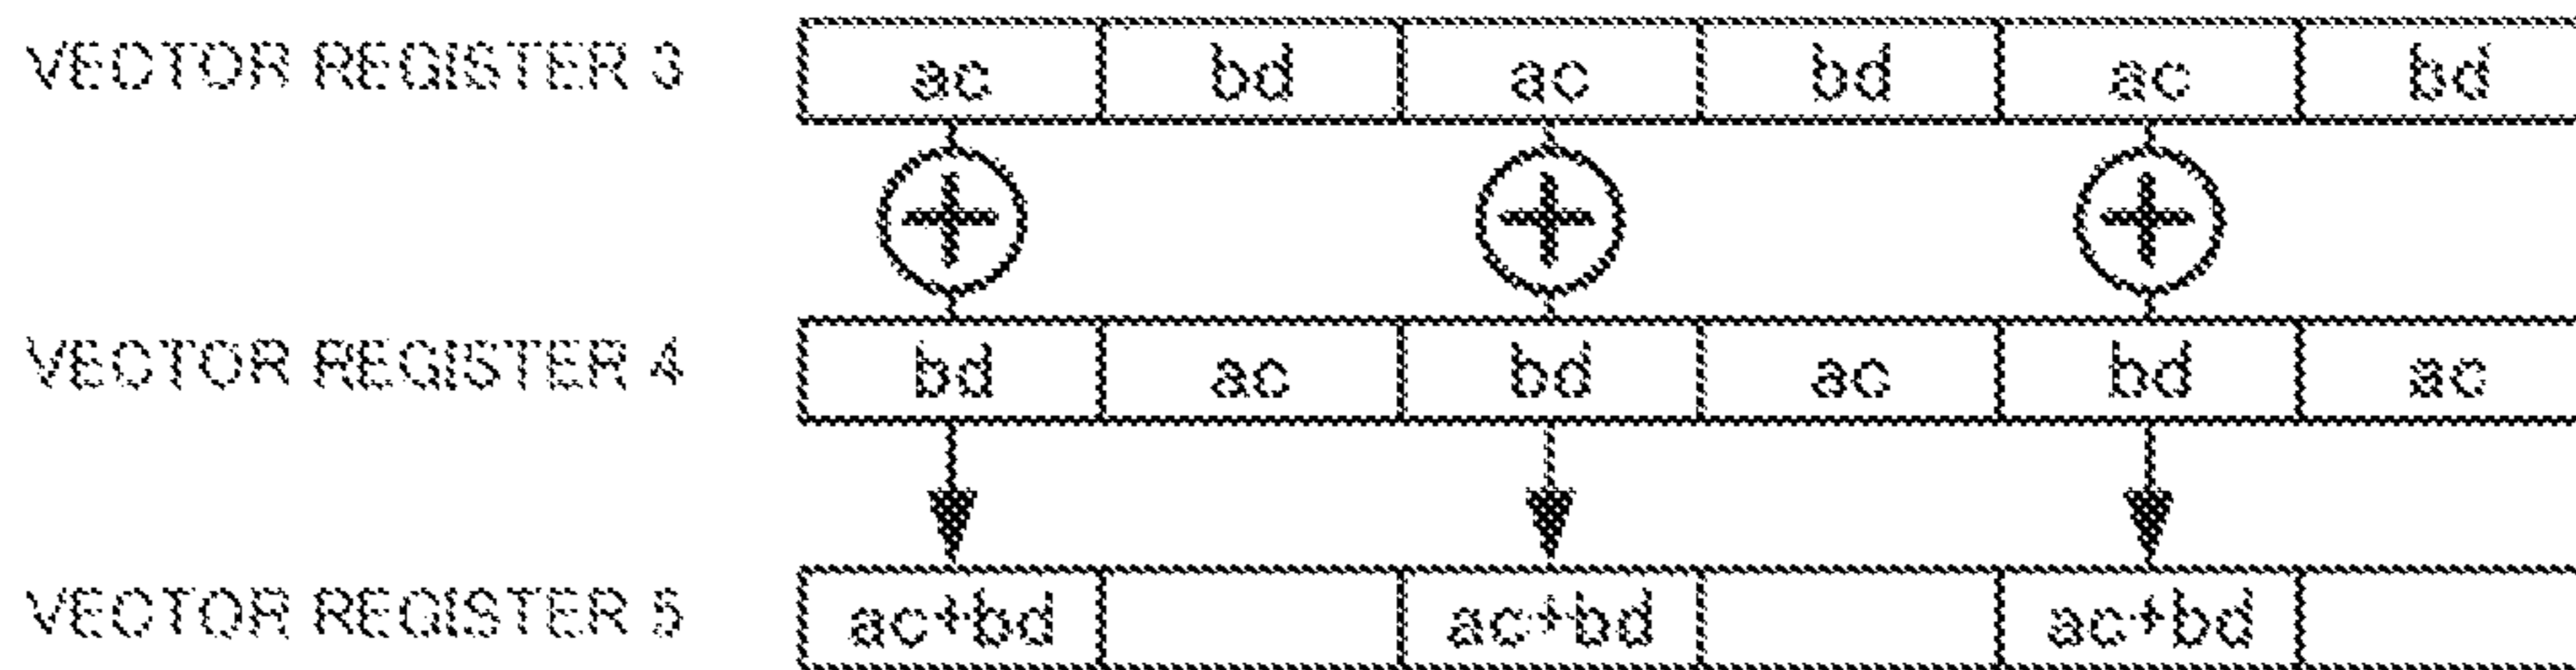 VECTOR REGISTER 3 ac bd ac bd ac bd
+ + +
VECTOR REGISTER 4 bd ac bd ac bd ac
VECTOR REGISTER 5 ac+bd ac+bd ac+bd